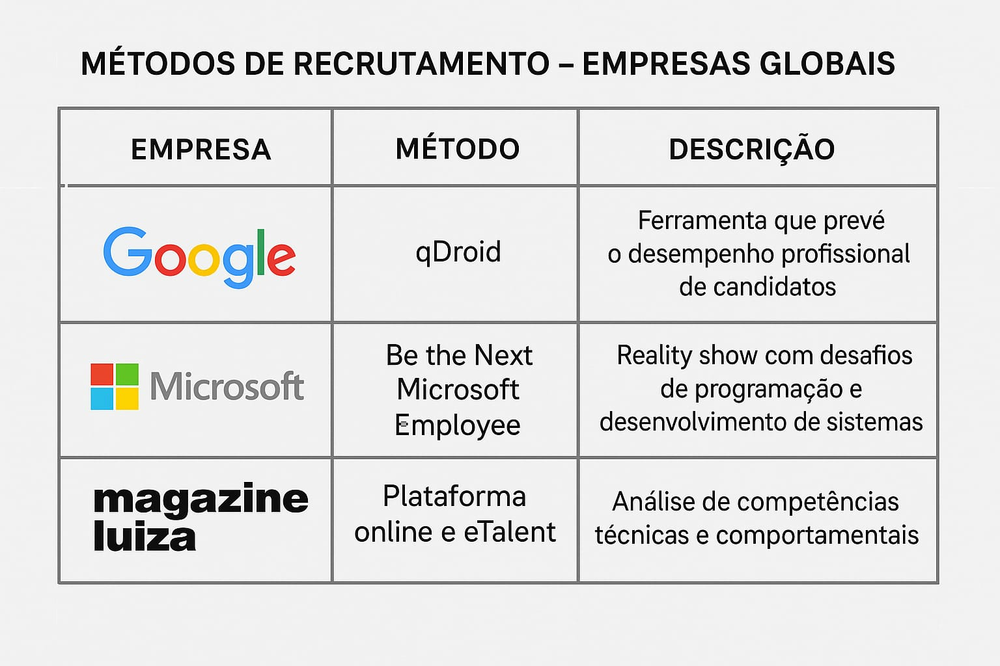 MÉTODOS DE RECRUTAMENTO – EMPRESAS GLOBAIS
EMPRESA
MÉTODO
DESCRIÇÃO
Google
qDroid
Ferramenta que prevé
o desempenho profissional
de candidatos
Microsoft
Be the Next
Microsoft
Employee
Reality show com desafios
de programação e
desenvolvimento de sistemas
magazine
luiza
Plataforma
online e eTalent
Análise de competências
técnicas e comportamentais